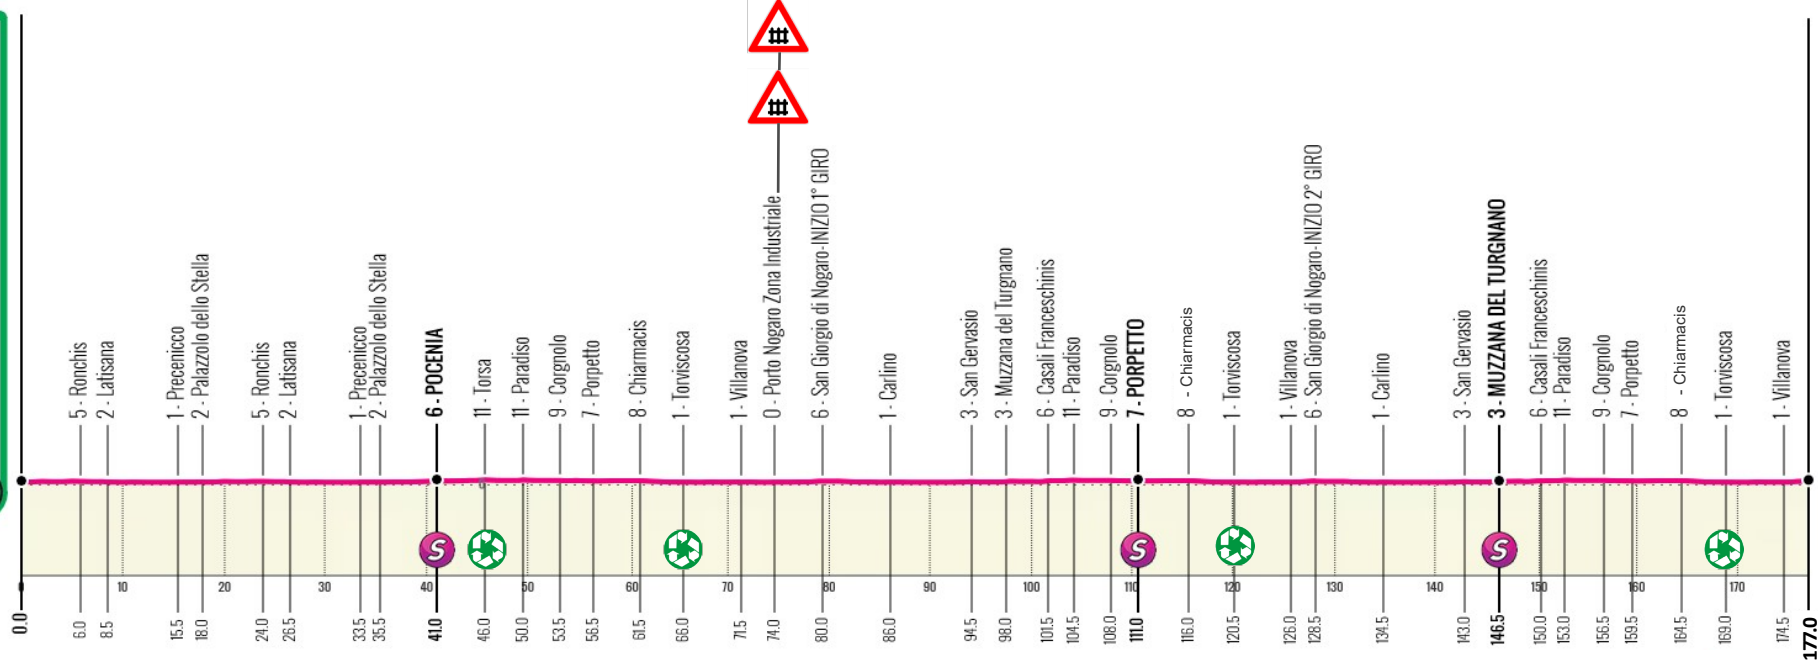 5 - Ronchis
2 - Latisana
1 - Precenicco
2 - Palazzolo dello Stella
5 - Ronchis
2 - Latisana
1 - Precenicco
2 - Palazzolo dello Stella
6 - POCENIA
11 - Torsa
11 - Paradiso
9 - Corgnolo
7 - Porpetto
8 - Chiarmacis
1 - Torviscosa
1 - Villanova
0 - Porto Nogaro Zona Industriale
6 - San Giorgio di Nogaro-INIZIO 1° GIRO
1 - Carlino
3 - San Gervasio
3 - Muzzana del Turgnano
6 - Casali Franceschinis
11 - Paradiso
9 - Corgnolo
7 - PORPETTO
8 - Chiarmacis
1 - Torviscosa
1 - Villanova
6 - San Giorgio di Nogaro-INIZIO 2° GIRO
1 - Carlino
3 - San Gervasio
3 - MUZZANA DEL TURGNANO
6 - Casali Franceschinis
11 - Paradiso
9 - Corgnolo
7 - Porpetto
8 - Chiarmacis
1 - Torviscosa
1 - Villanova
S S S
0 10 20 30 40 50 60 70 80 90 100 110 120 130 140 150 160 170
0.0
6.0
8.5
15.5
18.0
24.0
26.5
33.5
35.5
41.0
46.0
50.0
53.5
56.5
61.5
66.0
71.5
74.0
80.0
86.0
94.5
98.0
101.5
104.5
108.0
111.0
116.0
120.5
126.0
128.5
134.5
143.0
146.5
150.0
153.0
156.5
159.5
164.5
169.0
174.5
177.0